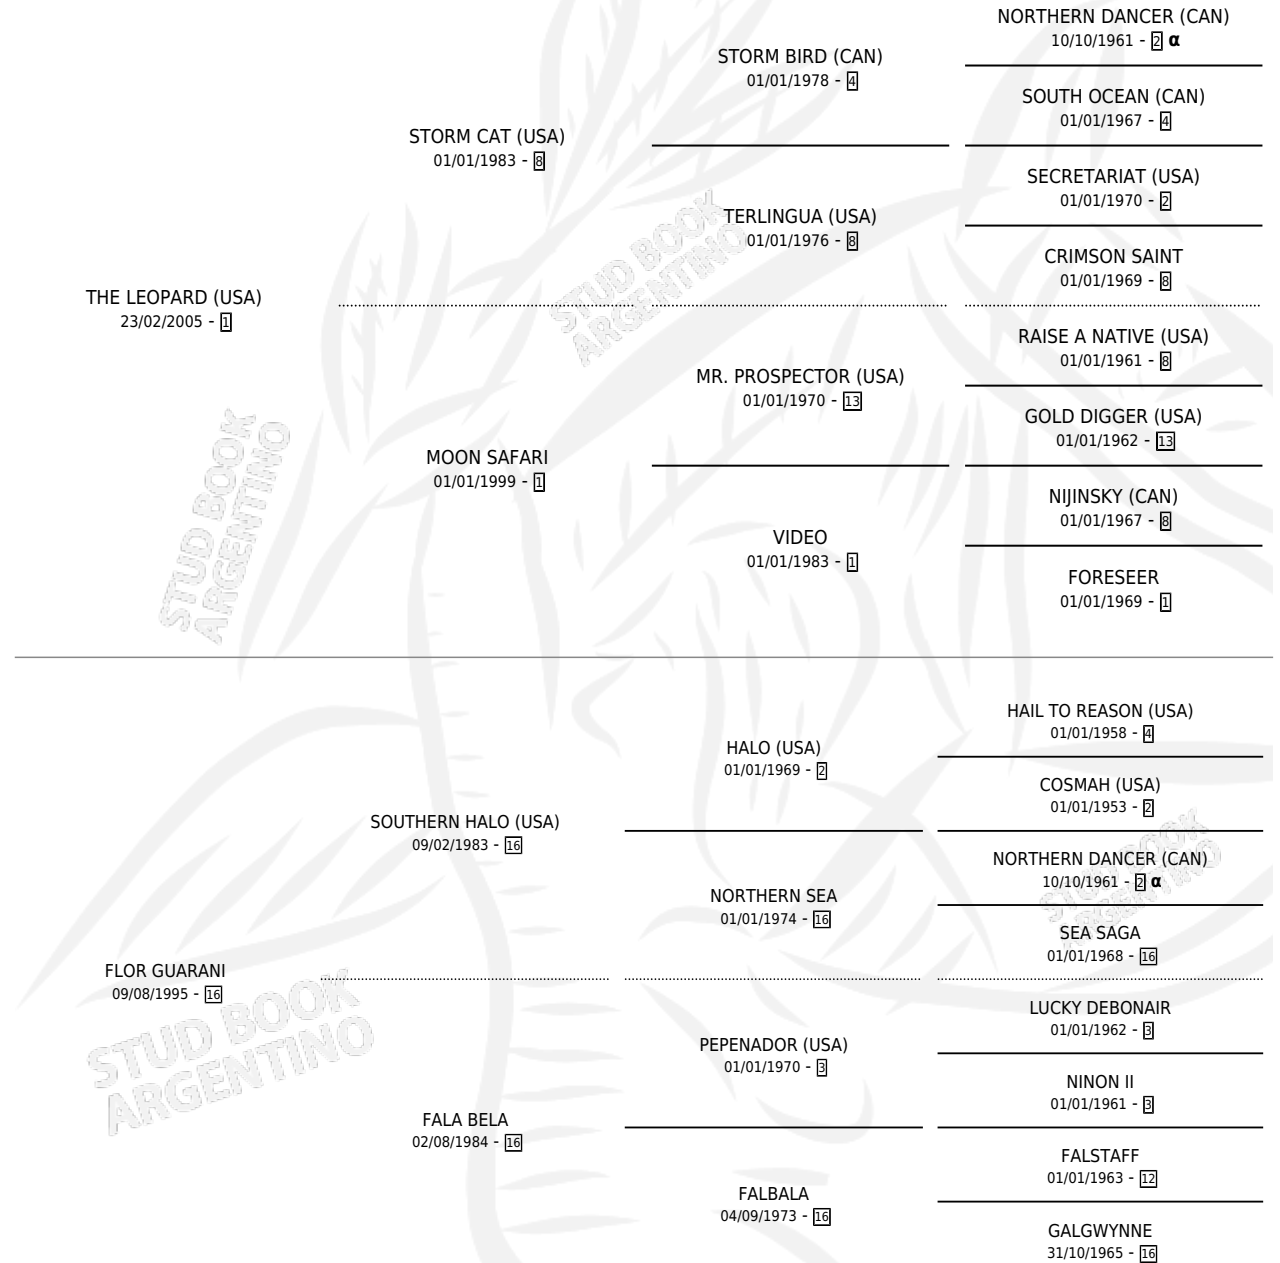 NORTHERN DANCER (CAN)
10/10/1961 - 2 α
STORM BIRD (CAN)
01/01/1978 - 4
SOUTH OCEAN (CAN)
01/01/1967 - 4
STORM CAT (USA)
01/01/1983 - 8
SECRETARIAT (USA)
01/01/1970 - 2
TERLINGUA (USA)
01/01/1976 - 8
CRIMSON SAINT
01/01/1969 - 8
THE LEOPARD (USA)
23/02/2005 - 1
STUD BOOK
ARGENTINO
RAISE A NATIVE (USA)
01/01/1961 - 8
MR. PROSPECTOR (USA)
01/01/1970 - 13
GOLD DIGGER (USA)
01/01/1962 - 13
MOON SAFARI
01/01/1999 - 1
NIJINSKY (CAN)
01/01/1967 - 8
VIDEO
01/01/1983 - 1
FORESEER
01/01/1969 - 1
STUD BOOK
ARGENTINO
HAIL TO REASON (USA)
01/01/1958 - 4
HALO (USA)
01/01/1969 - 2
COSMAH (USA)
01/01/1953 - 2
SOUTHERN HALO (USA)
09/02/1983 - 16
NORTHERN DANCER (CAN)
10/10/1961 - 2 α
NORTHERN SEA
01/01/1974 - 16
SEA SAGA
01/01/1968 - 16
STUD BOOK
ARGENTINO
FLOR GUARANI
09/08/1995 - 16
LUCKY DEBONAIR
01/01/1962 - 3
PEPENADOR (USA)
01/01/1970 - 3
NINON II
01/01/1961 - 3
FALA BELA
02/08/1984 - 16
FALSTAFF
01/01/1963 - 12
FALBALA
04/09/1973 - 16
GALGWYNNE
31/10/1965 - 16
STUD BOOK
ARGENTINO